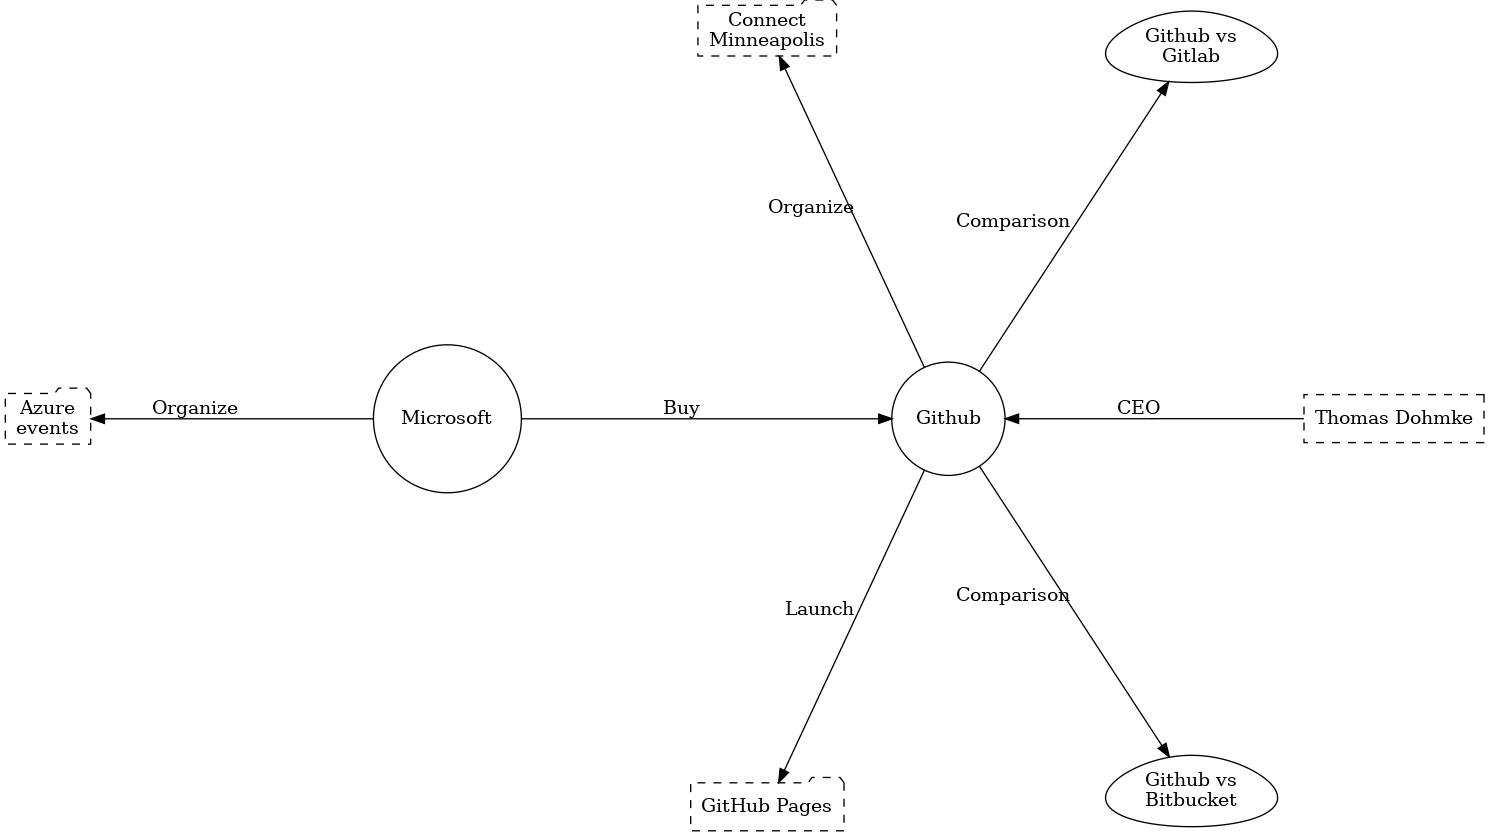 Connect
Minneapolis
Github vs
Gitlab
Organize
Comparison
Azure
events
Organize
Microsoft
Buy
Github
CEO
Thomas Dohmke
Launch
Comparison
GitHub Pages
Github vs
Bitbucket